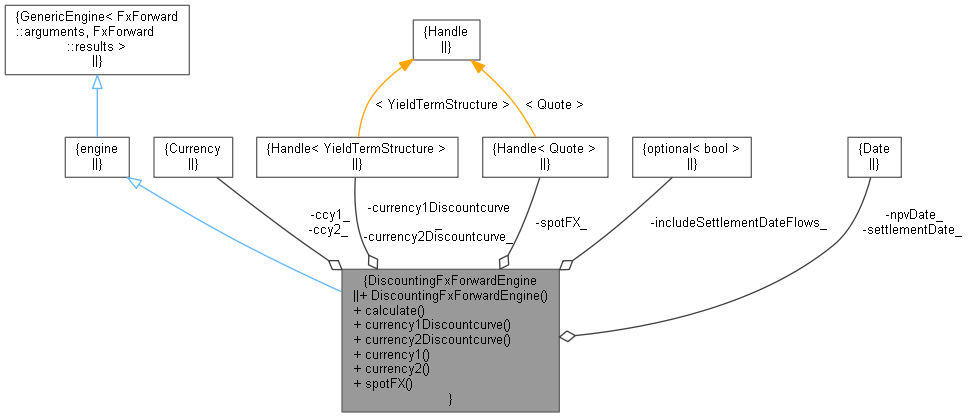 {GenericEngine< FxForward
::arguments, FxForward
::results >
||}
{Handle
||}
< YieldTermStructure >
< Quote >
{engine
||}
{Currency
||}
{Handle< YieldTermStructure >
||}
{Handle< Quote >
||}
{optional< bool >
||}
{Date
||}
-ccy1_
-ccy2_
-currency1Discountcurve
_
-currency2Discountcurve_
-spotFX_
-includeSettlementDateFlows_
-npvDate_
-settlementDate_
{DiscountingFxForwardEngine
||+ DiscountingFxForwardEngine()
+ calculate()
+ currency1Discountcurve()
+ currency2Discountcurve()
+ currency1()
+ currency2()
+ spotFX()
}